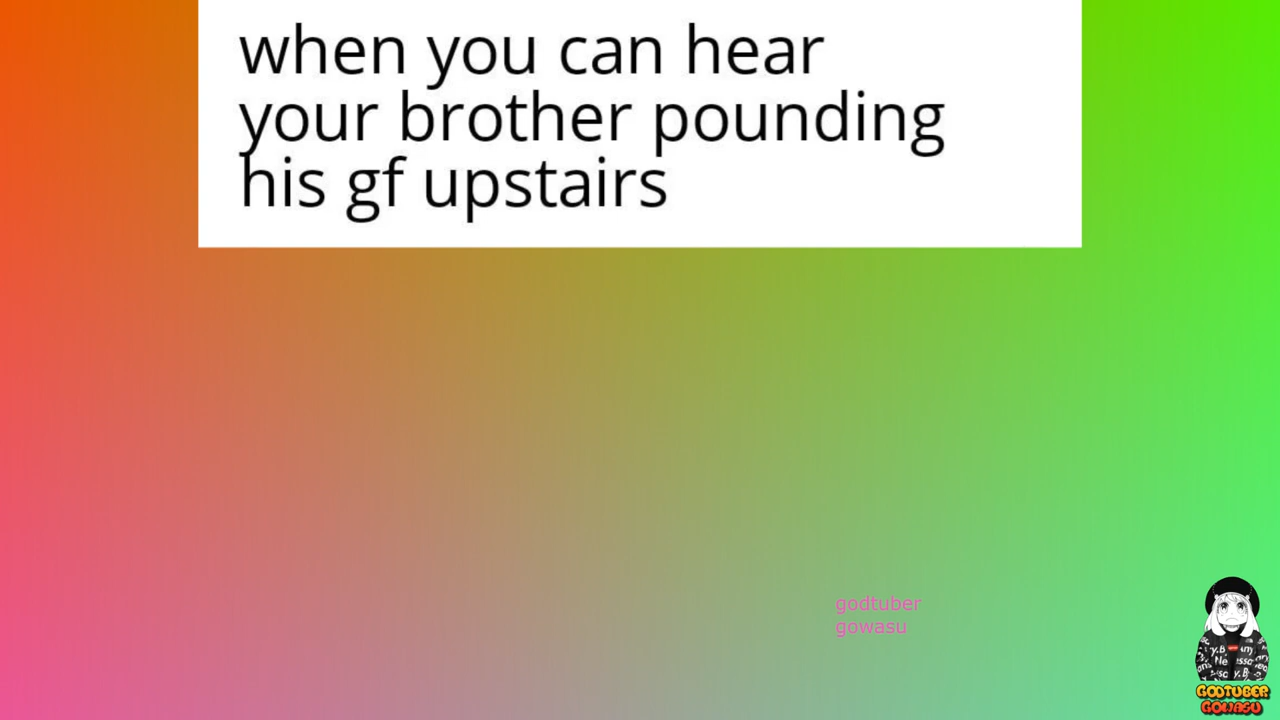 when you can hear
your brother pounding
his gf upstairs
godtuber
gowasu
GODTUBER
GOWASU